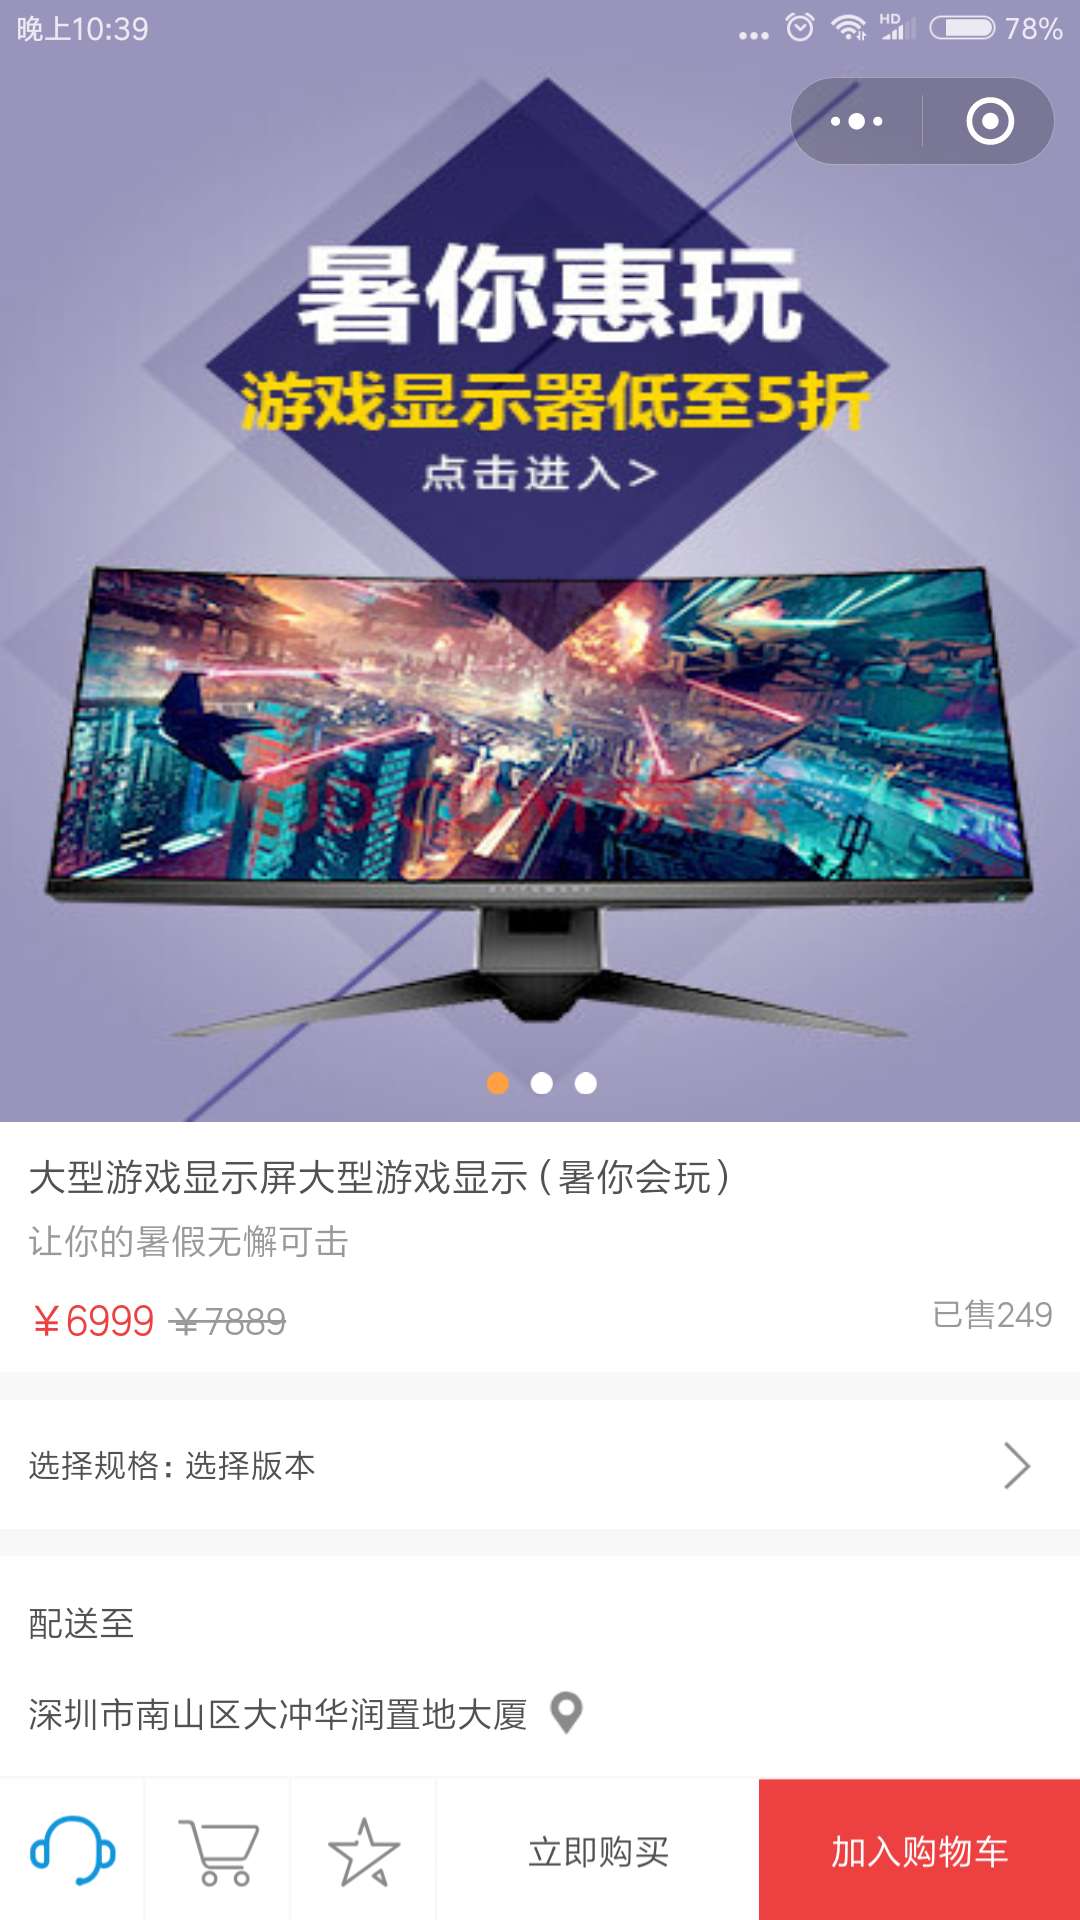 晚上10:39
HD
78%
暑你惠玩
游戏显示器低至5折
点击进入>
JD.COM 京东
ALIENWARE
大型游戏显示屏大型游戏显示(暑你会玩)
让你的暑假无懈可击
¥6999 ¥7889
已售249
选择规格: 选择版本
配送至
深圳市南山区大冲华润置地大厦
立即购买
加入购物车